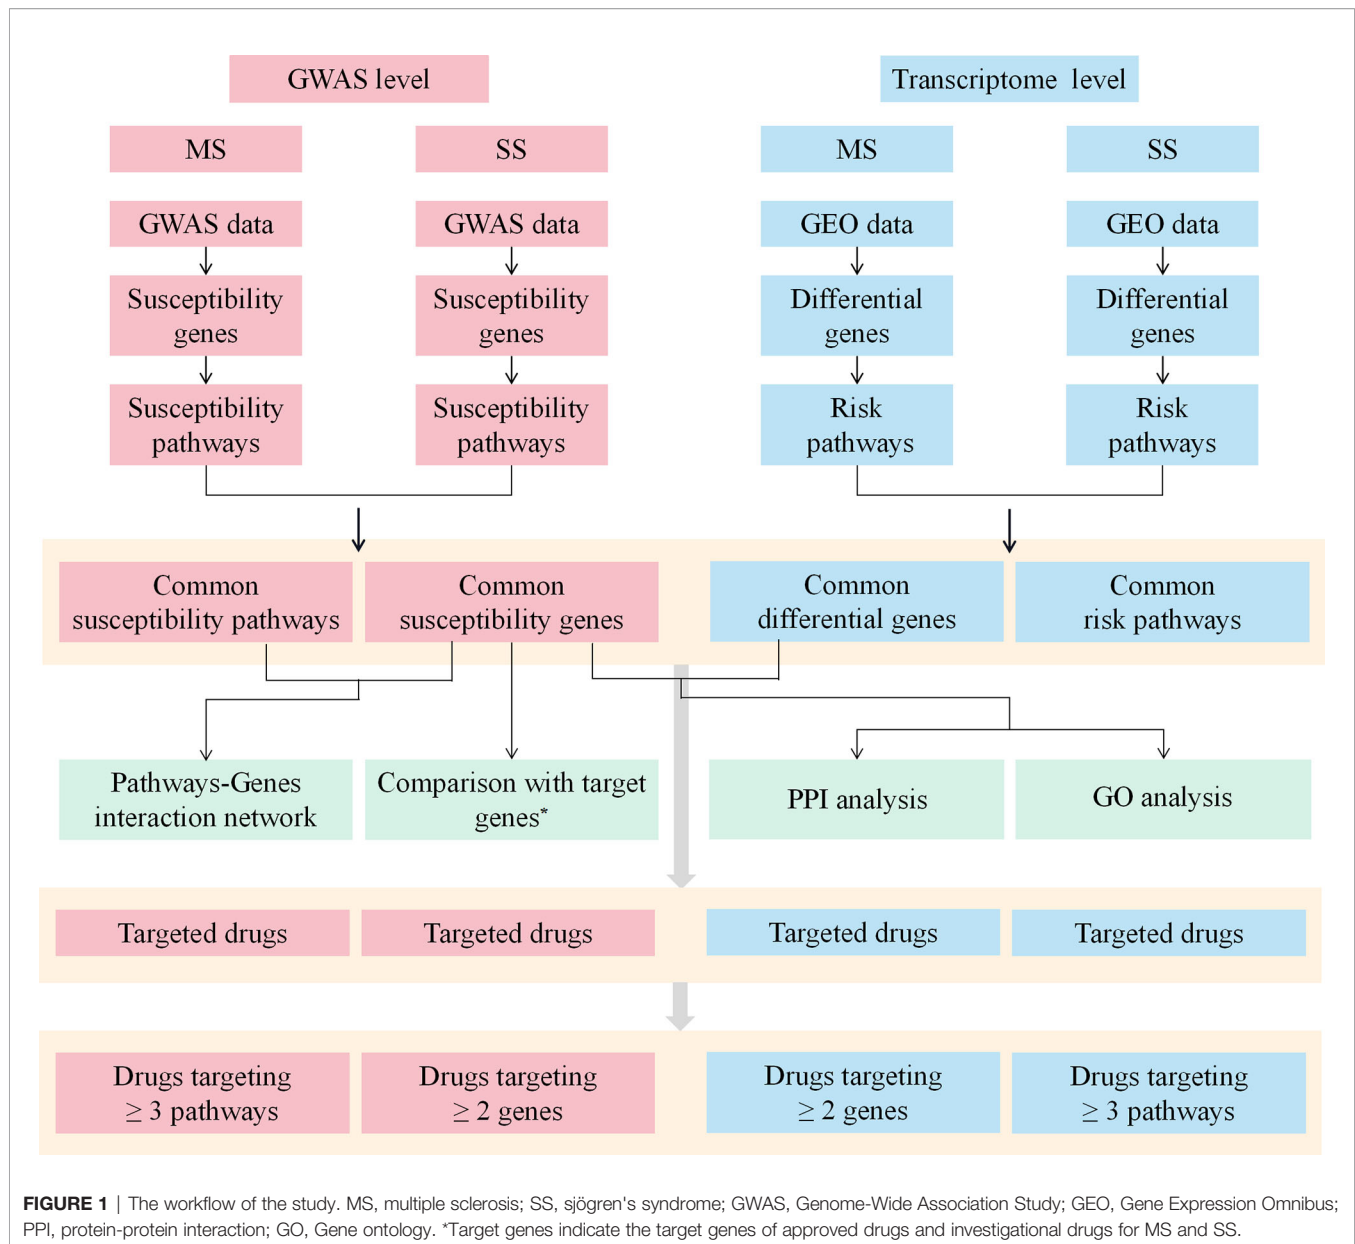 GWAS level
Transcriptome level
MS
SS
MS
SS
GWAS data
GWAS data
GEO data
GEO data
Susceptibility
genes
Susceptibility
genes
Differential
genes
Differential
genes
Susceptibility
pathways
Susceptibility
pathways
Risk
pathways
Risk
pathways
Common
susceptibility pathways
Common
susceptibility genes
Common
differential genes
Common
risk pathways
Pathways-Genes
interaction network
Comparison with target
genes*
PPI analysis
GO analysis
Targeted drugs
Targeted drugs
Targeted drugs
Targeted drugs
Drugs targeting
≥ 3 pathways
Drugs targeting
≥ 2 genes
Drugs targeting
≥ 2 genes
Drugs targeting
≥ 3 pathways
FIGURE 1 | The workflow of the study. MS, multiple sclerosis; SS, sjögren's syndrome; GWAS, Genome-Wide Association Study; GEO, Gene Expression Omnibus;
PPI, protein-protein interaction; GO, Gene ontology. *Target genes indicate the target genes of approved drugs and investigational drugs for MS and SS.